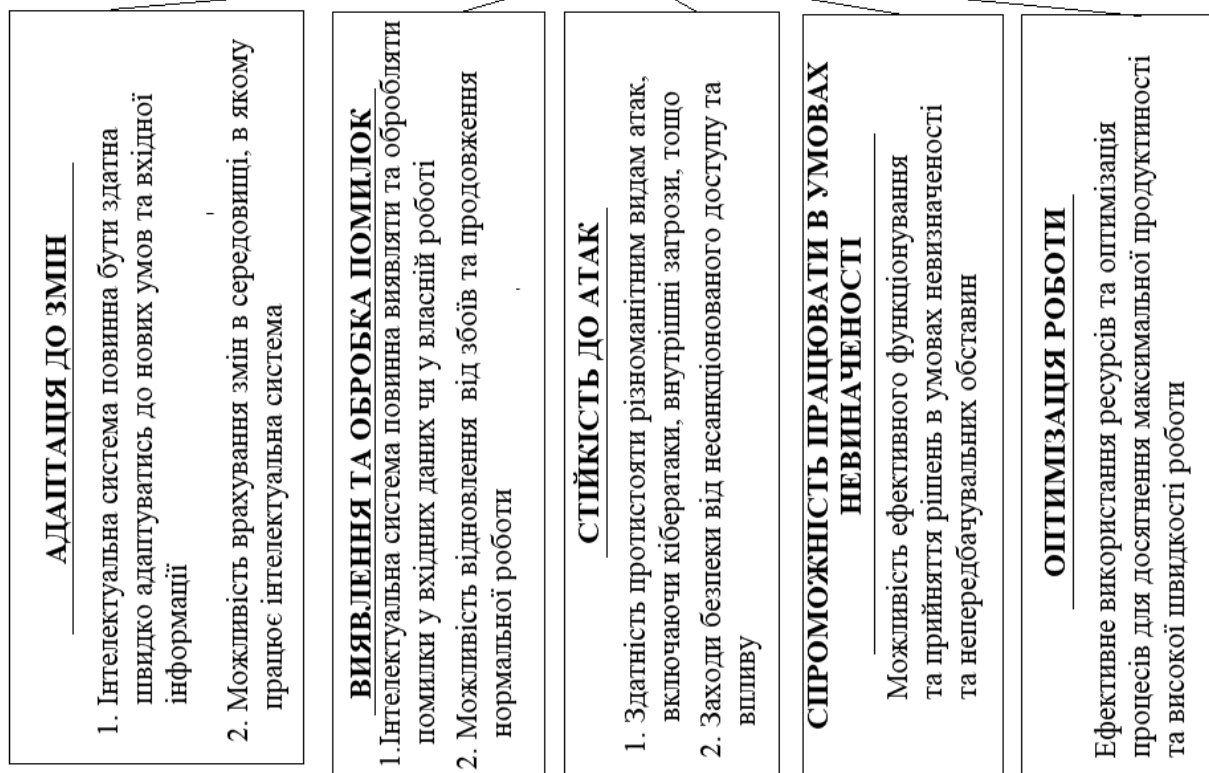 АДАПТАЦІЯ ДО ЗМІН
1. Інтелектуальна система повинна бути здатна
швидко адаптуватись до нових умов та вхідної
інформації
2. Можливість врахування змін в середовищі, в якому
працює інтелектуальна система
ВИЯВЛЕННЯ ТА ОБРОБКА ПОМИЛОК
1.Інтелектуальна система повинна виявляти та обробляти
помилки у вхідних даних чи у власній роботі
2. Можливість відновлення від збоїв та продовження
нормальної роботи
СТІЙКІСТЬ ДО АТАК
1. Здатність протистояти різноманітним видам атак,
включаючи кібератаки, внутрішні загрози, тощо
2. Заходи безпеки від несанкціонованого доступу та
впливу
СПРОМОЖНІСТЬ ПРАЦЮВАТИ В УМОВАХ
НЕВИНАЧЕНОСТІ
Можливість ефективного функціонування
та прийняття рішень в умовах невизначеності
та непередбачувальних обставин
ОПТИМІЗАЦІЯ РОБОТИ
Ефективне використання ресурсів та оптимізація
процесів для досягнення максимальної продуктиності
та високої швидкості роботи